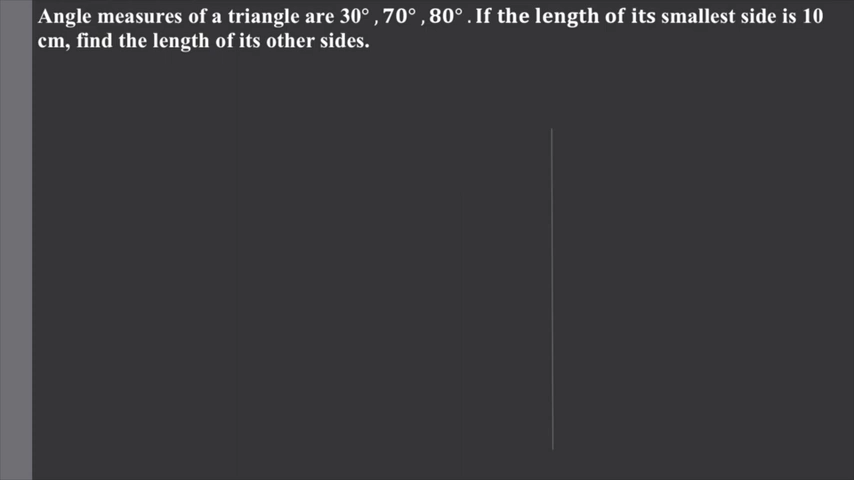 Angle measures of a triangle are 30° , 70° , 80° . If the length of its smallest side is 10
cm, find the length of its other sides.